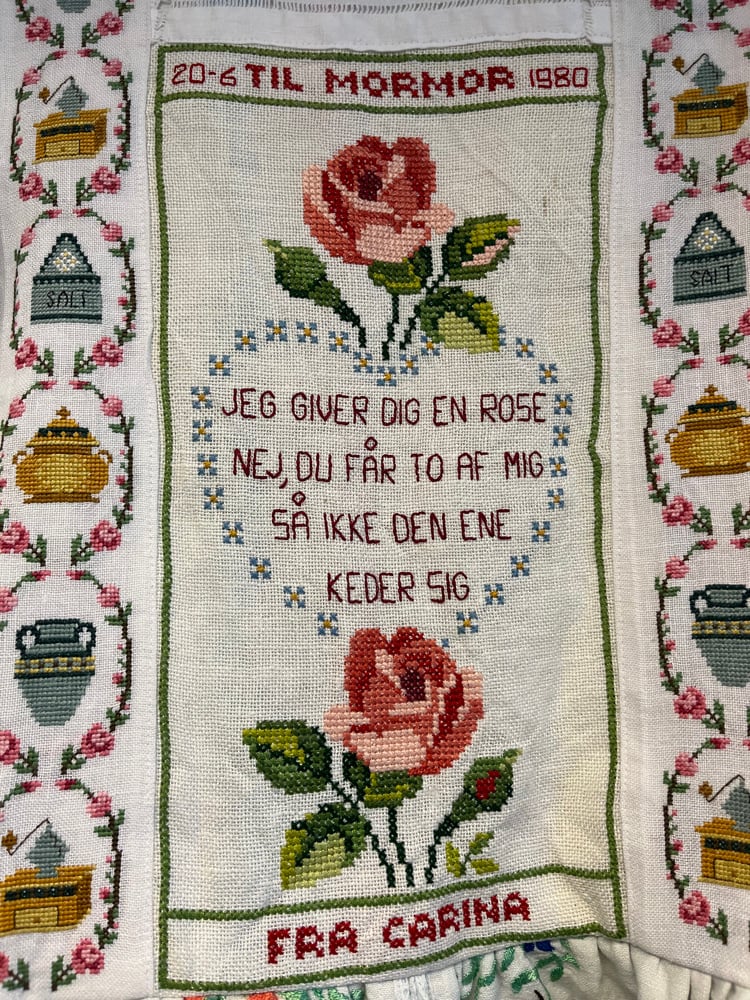 20-6 TIL MORMOR 1980
SALT
SALT
JEG GIVER DIG EN ROSE
NEJ, DU FÅR TO AF MIG
SÅ IKKE DEN ENE
KEDER SIG
FRA CARINA